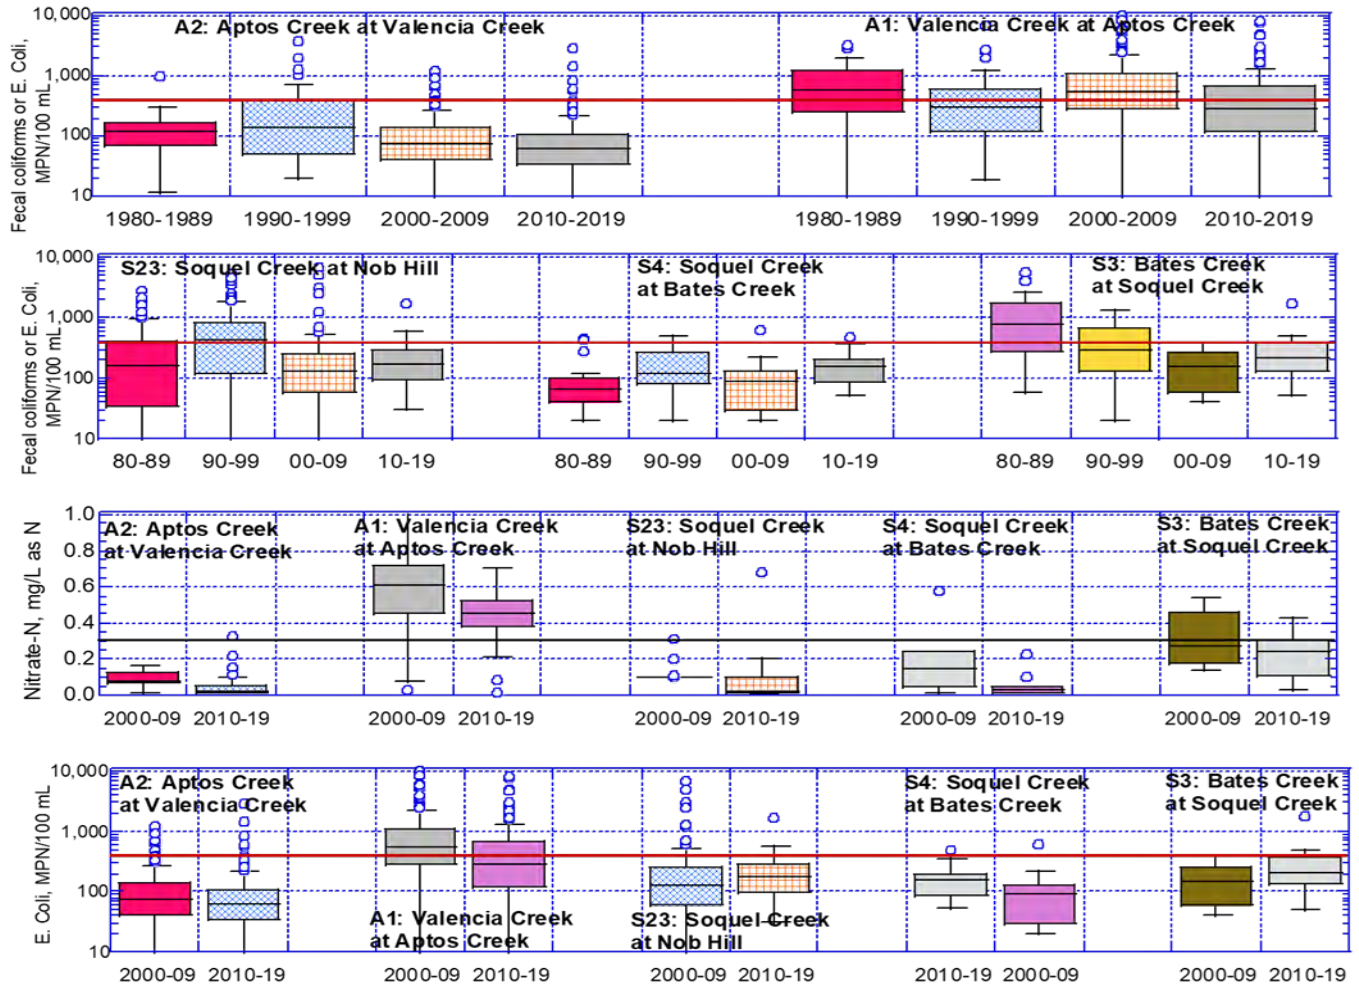 Fecal coliforms or E. Coli,
MPN/100 mL
10,000
1,000
100
10
A2: Aptos Creek at Valencia Creek
A1: Valencia Creek at Aptos Creek
1980-1989 1990-1999 2000-2009 2010-2019 1980-1989 1990-1999 2000-2009 2010-2019
Fecal coliforms or E. Coli,
MPN/100 mL
10,000
1,000
100
10
S23: Soquel Creek at Nob Hill
S4: Soquel Creek
at Bates Creek
S3: Bates Creek
at Soquel Creek
80-89 90-99 00-09 10-19 80-89 90-99 00-09 10-19 80-89 90-99 00-09 10-19
Nitrate-N, mg/L as N
1.0
0.8
0.6
0.4
0.2
0.0
A2: Aptos Creek
at Valencia Creek
A1: Valencia Creek
at Aptos Creek
S23: Soquel Creek
at Nob Hill
S4: Soquel Creek
at Bates Creek
S3: Bates Creek
at Soquel Creek
2000-09 2010-19 2000-09 2010-19 2000-09 2010-19 2000-09 2010-19 2000-09 2010-19
E. Coli, MPN/100 mL
10,000
1,000
100
10
A2: Aptos Creek
at Valencia Creek
A1: Valencia Creek
at Aptos Creek
S23: Soquel Creek
at Nob Hill
S4: Soquel Creek
at Bates Creek
S3: Bates Creek
at Soquel Creek
2000-09 2010-19 2000-09 2010-19 2000-09 2010-19 2010-19 2000-09 2000-09 2010-19